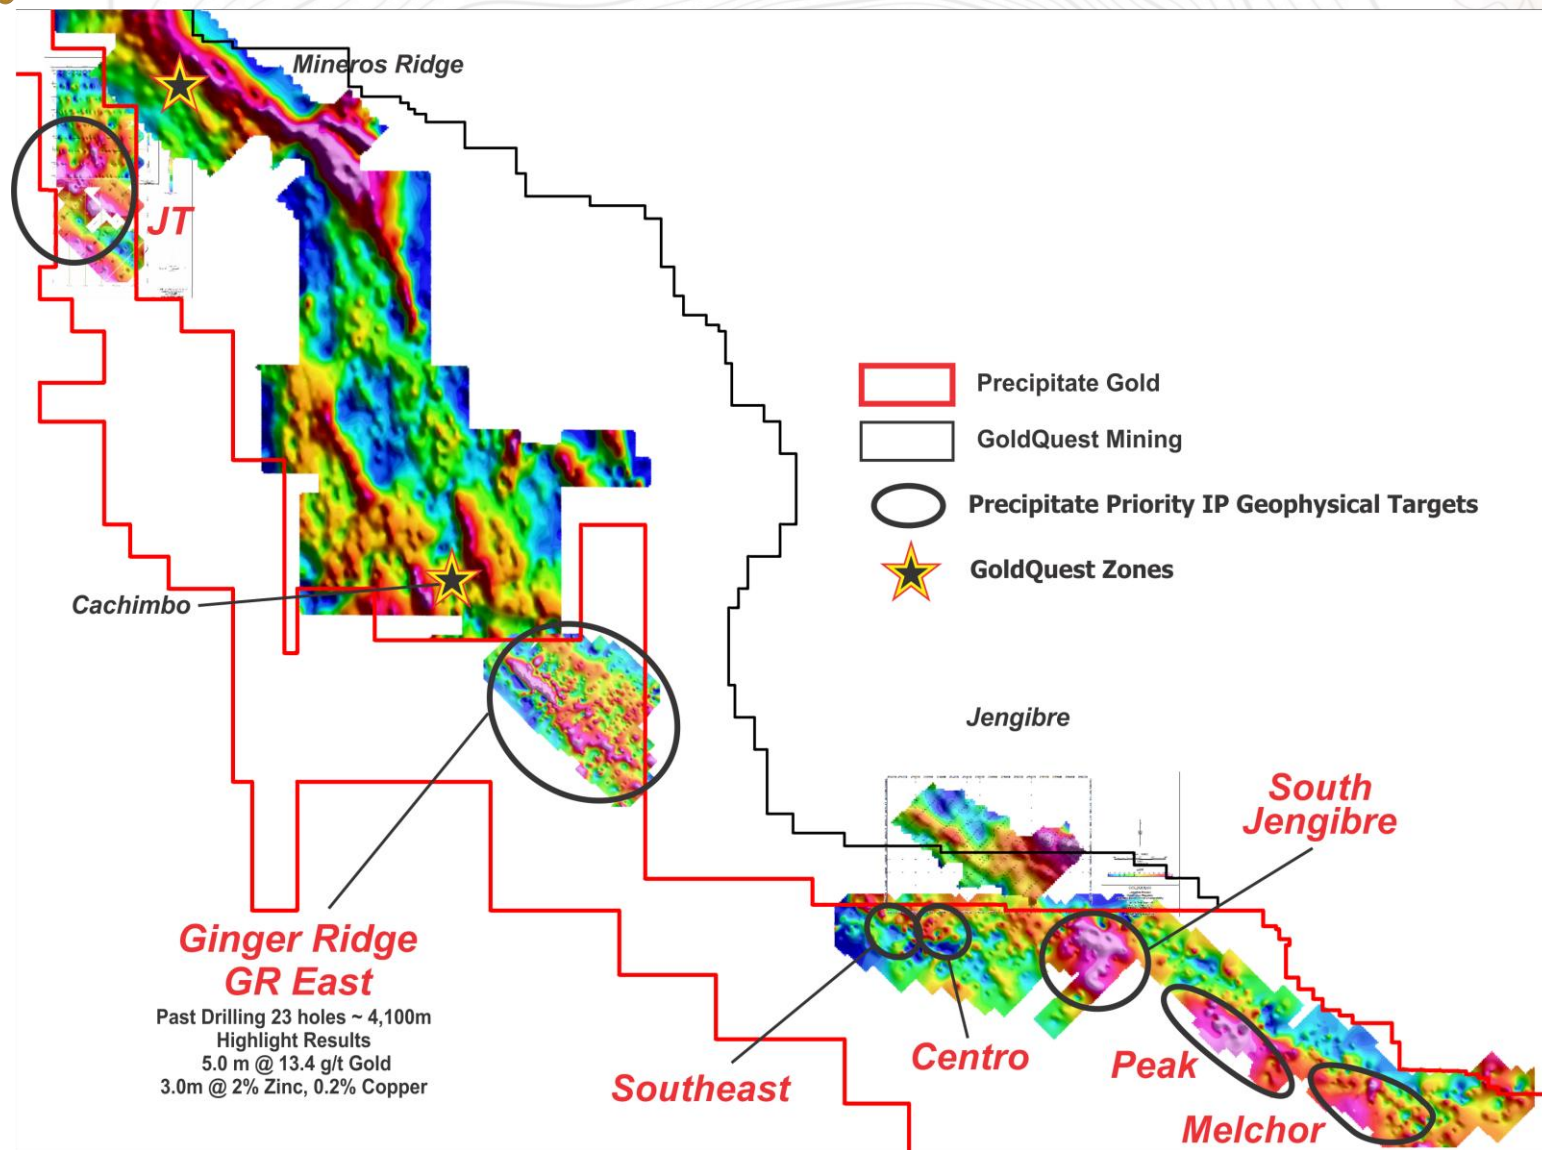 Mineros Ridge
JT
Precipitate Gold
GoldQuest Mining
Precipitate Priority IP Geophysical Targets
GoldQuest Zones
Cachimbo
Jengibre
South
Jengibre
Ginger Ridge
GR East
Past Drilling 23 holes ~ 4,100m
Highlight Results
5.0 m @ 13.4 g/t Gold
3.0m @ 2% Zinc, 0.2% Copper
Southeast
Centro
Peak
Melchor